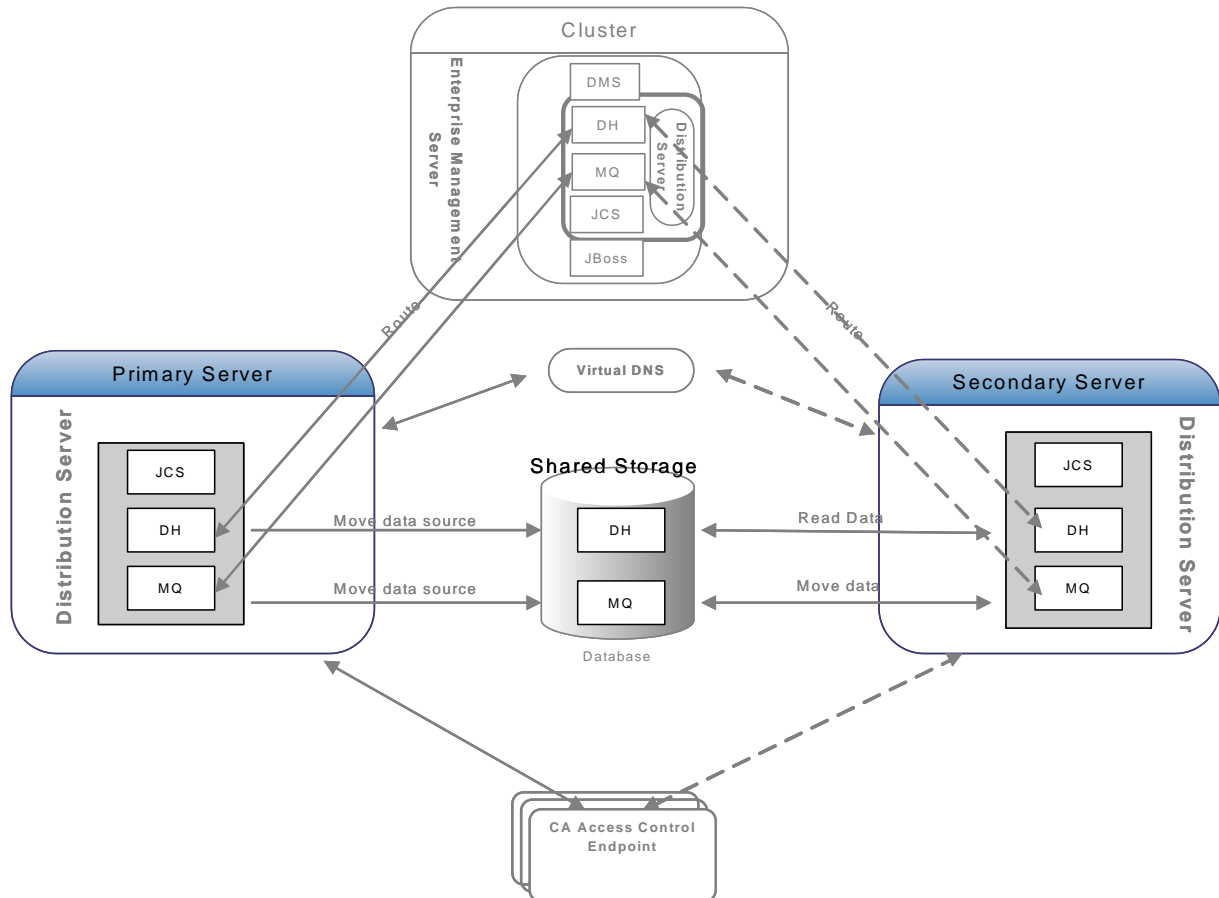 Cluster
Enterprise Management
Server
DMS
DH
MQ
JCS
JBoss
Distribution
Server
Route
Route
Primary Server
Distribution Server
JCS
DH
MQ
Virtual DNS
Secondary Server
Distribution Server
JCS
DH
MQ
Shared Storage
Move data source
DH
Read Data
Move data source
MQ
Move data
Database
CA Access Control
Endpoint